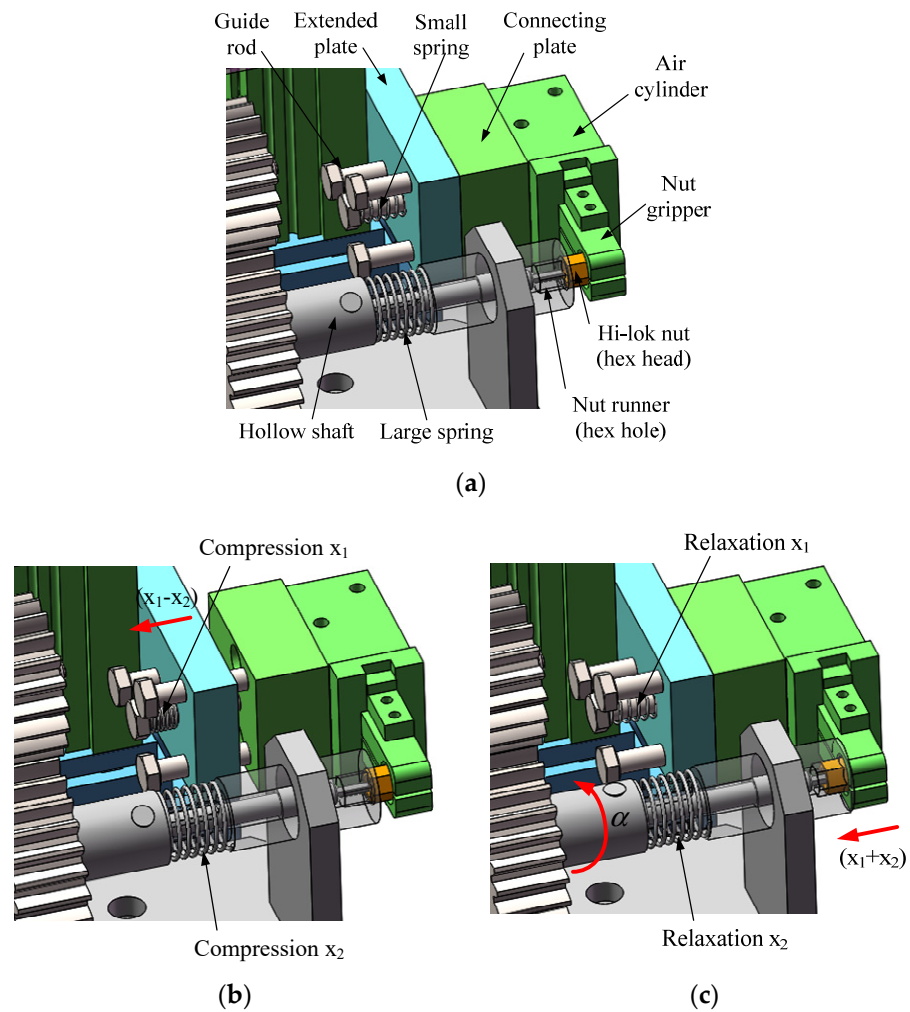 Guide
rod
Extended
plate
Small
spring
Connecting
plate
Air
cylinder
Nut
gripper
Hi-lok nut
(hex head)
Nut runner
(hex hole)
Hollow shaft
Large spring
(a)
Compression x₁
(x₁-x₂)
Compression x₂
(b)
Relaxation x₁
α
(x₁+x₂)
Relaxation x₂
(c)